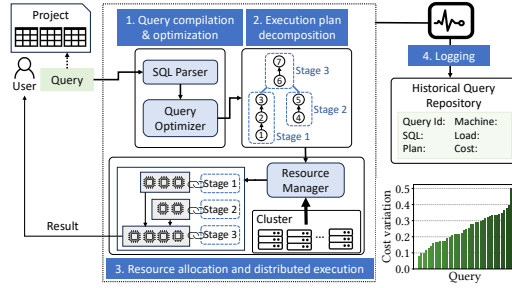 Project
User
Query
1. Query compilation
& optimization
SQL Parser
Query
Optimizer
2. Execution plan
decomposition
7
6
Stage 3
3
2
1
5
4
Stage 2
Stage 1
Resource
Manager
Stage 1
Stage 2
Stage 3
Cluster
...
Result
3. Resource allocation and distributed execution
4. Logging
Historical Query
Repository
Query Id: Machine:
SQL: Load:
Plan: Cost:
Cost variation
0.5
0.4
0.3
0.2
0.1
0.0
Query